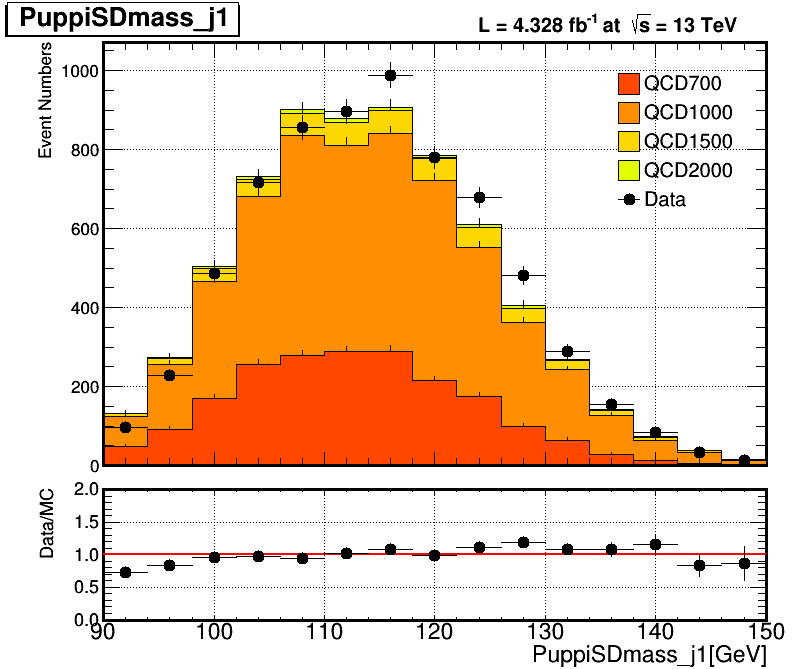 PuppiSDmass_j1
L = 4.328 fb⁻¹ at √s = 13 TeV
Event Numbers
1000
800
600
400
200
0
QCD700
QCD1000
QCD1500
QCD2000
Data
Data/MC
2.0
1.5
1.0
0.5
0.0
90 100 110 120 130 140 150
PuppiSDmass_j1[GeV]